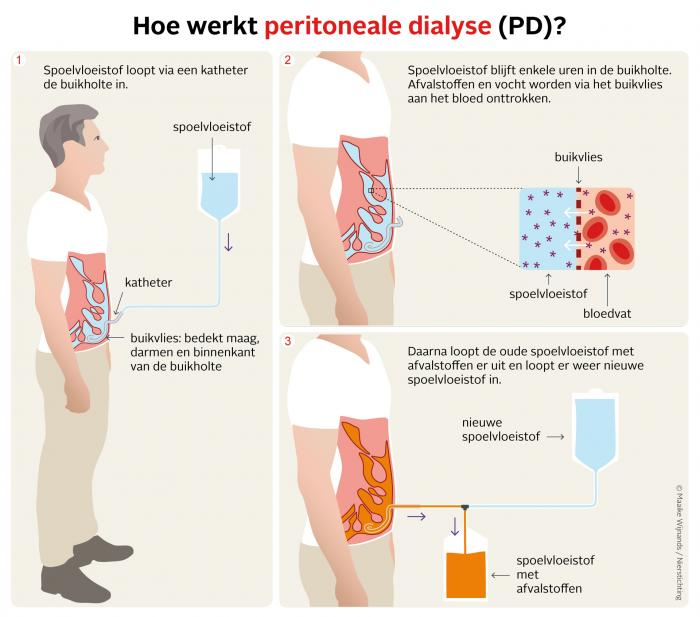 Hoe werkt peritoneale dialyse (PD)?
1
Spoelvloeistof loopt via een katheter
de buikholte in.
spoelvloeistof
katheter
buikvlies: bedekt maag,
darmen en binnenkant
van de buikholte
2
Spoelvloeistof blijft enkele uren in de buikholte.
Afvalstoffen en vocht worden via het buikvlies
aan het bloed onttrokken.
buikvlies
spoelvloeistof
bloedvat
3
Daarna loopt de oude spoelvloeistof met
afvalstoffen er uit en loopt er weer nieuwe
spoelvloeistof in.
nieuwe
spoelvloeistof
spoelvloeistof
met
afvalstoffen
© Maaike Wijnands / Nierstichting